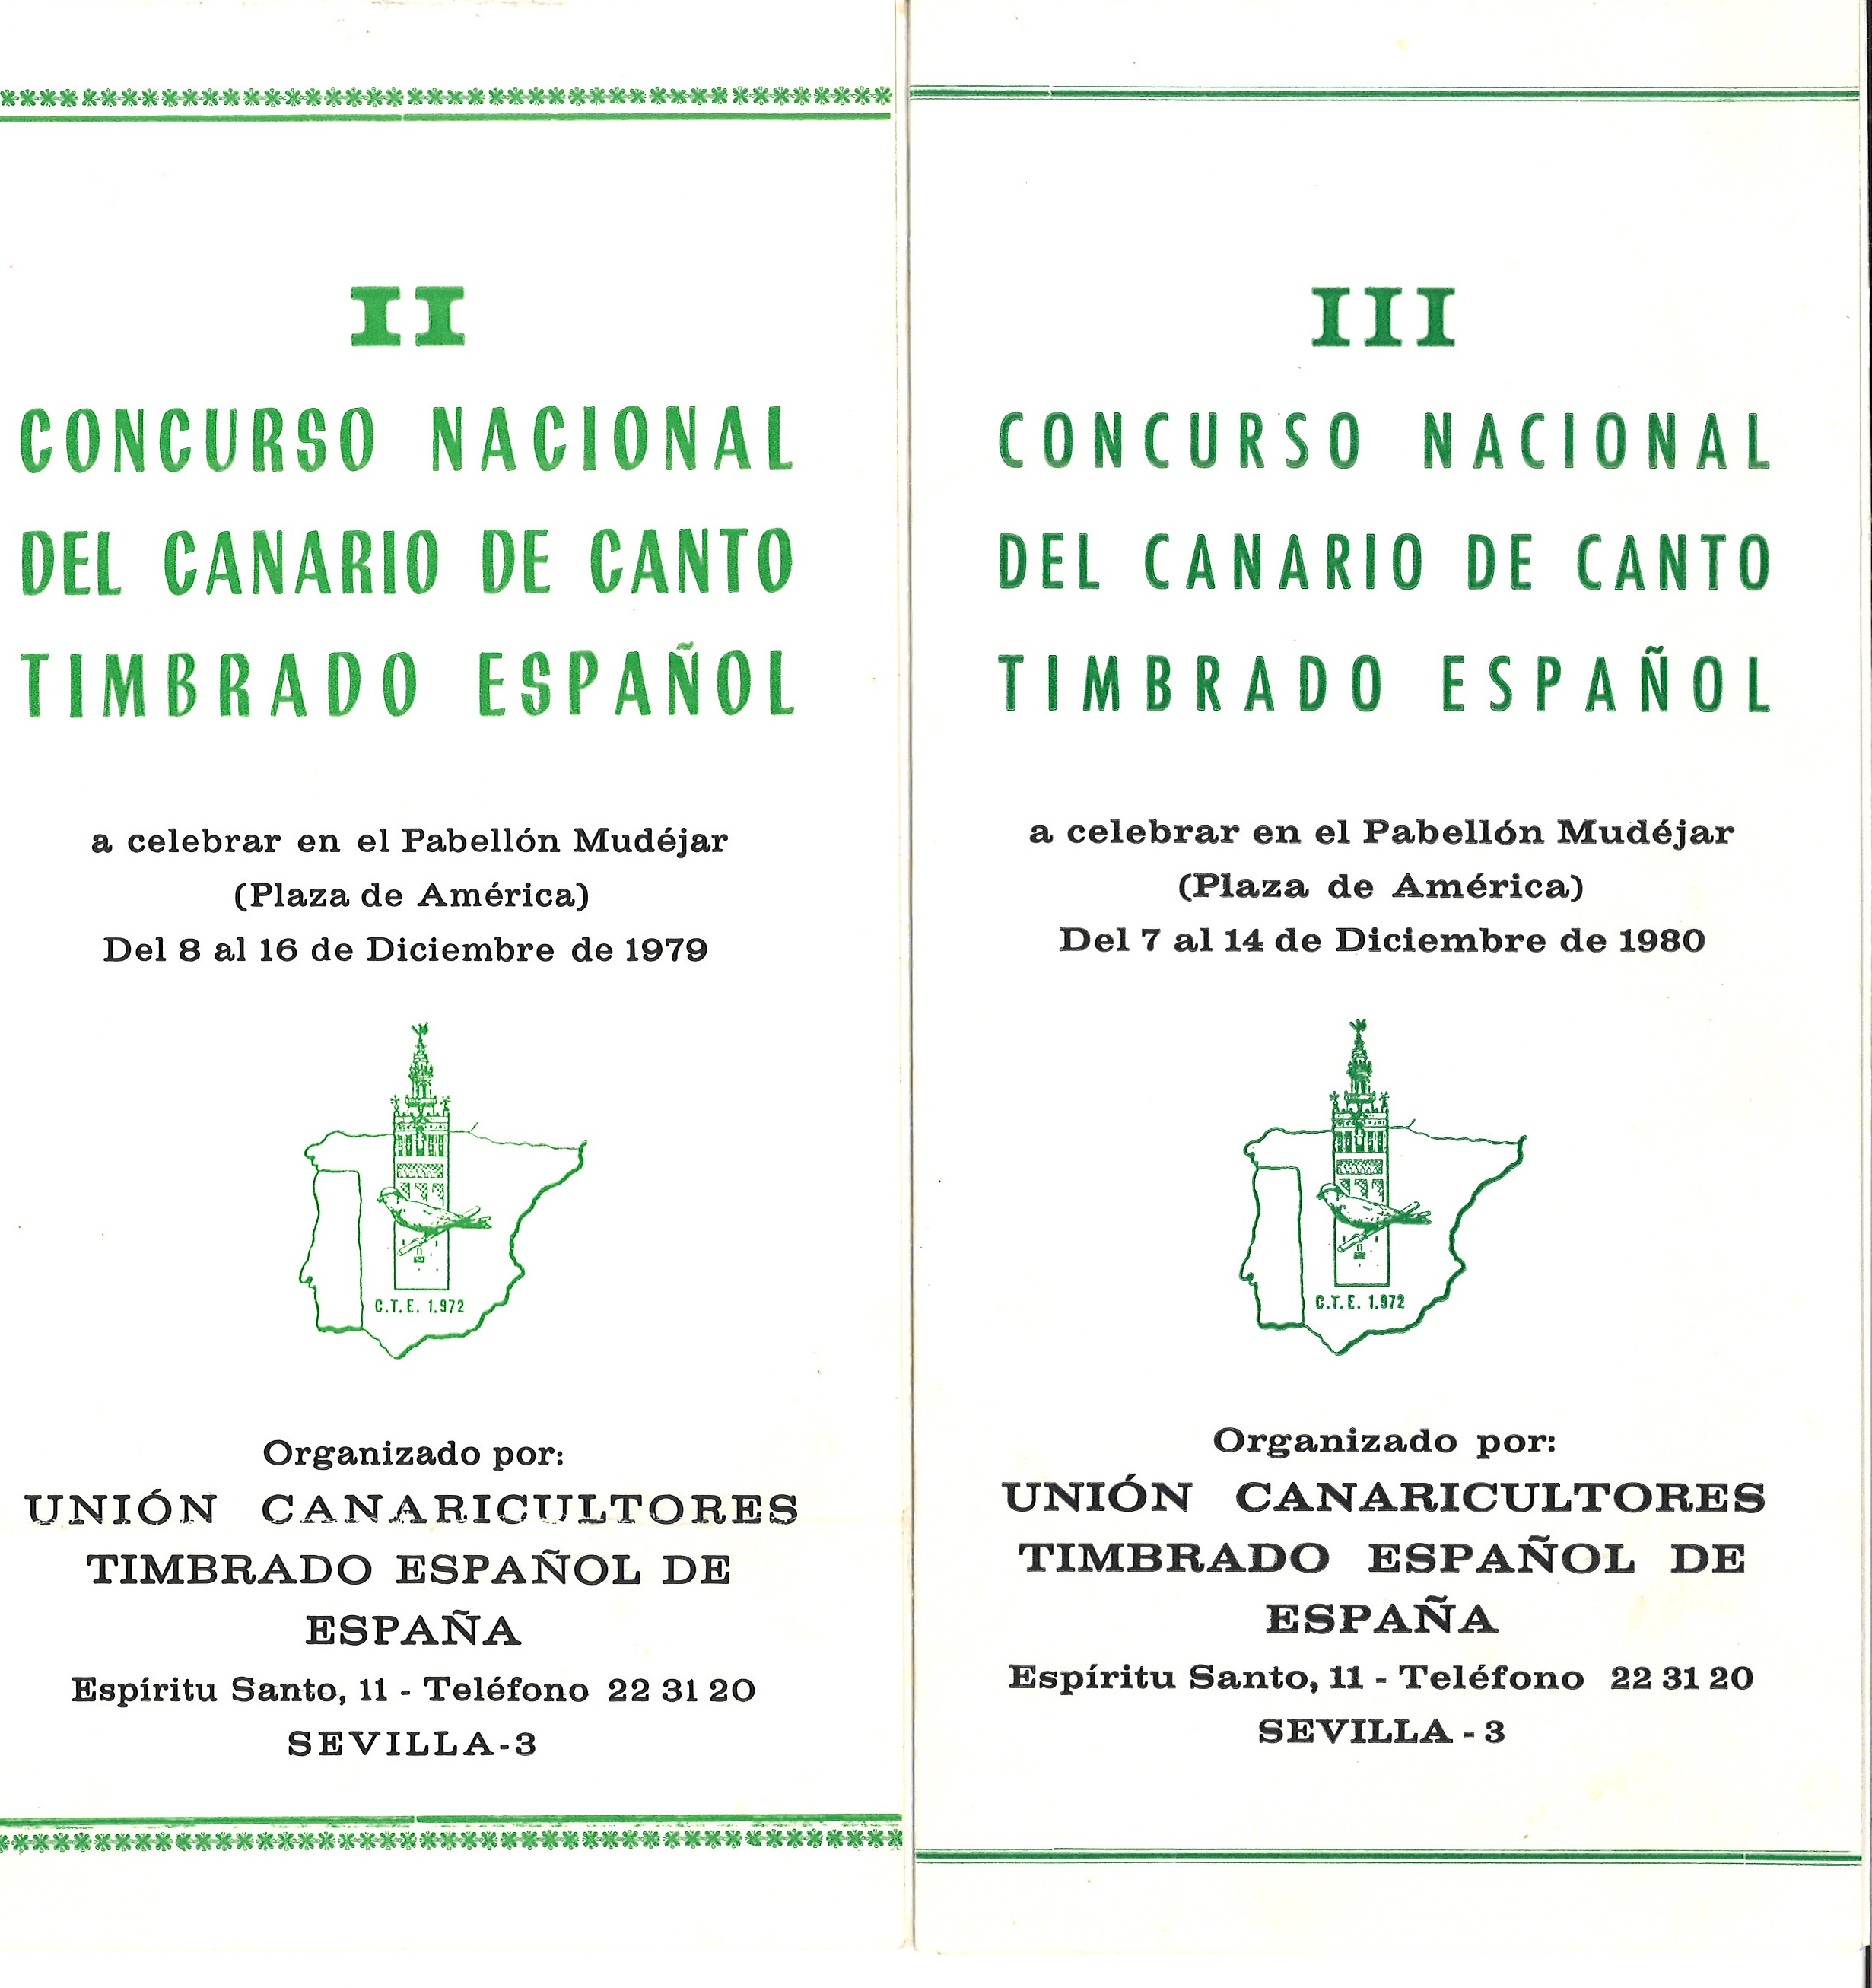 II
CONCURSO NACIONAL
DEL CANARIO DE CANTO
TIMBRADO ESPAÑOL
a celebrar en el Pabellón Mudéjar
(Plaza de América)
Del 8 al 16 de Diciembre de 1979
C.T.E. 1.972
Organizado por:
UNIÓN CANARICULTORES
TIMBRADO ESPAÑOL DE
ESPAÑA
Espíritu Santo, 11 - Teléfono 22 31 20
SEVILLA-3
III
CONCURSO NACIONAL
DEL CANARIO DE CANTO
TIMBRADO ESPAÑOL
a celebrar en el Pabellón Mudéjar
(Plaza de América)
Del 7 al 14 de Diciembre de 1980
C.T.E. 1.972
Organizado por:
UNIÓN CANARICULTORES
TIMBRADO ESPAÑOL DE
ESPAÑA
Espíritu Santo, 11 - Teléfono 22 31 20
SEVILLA - 3